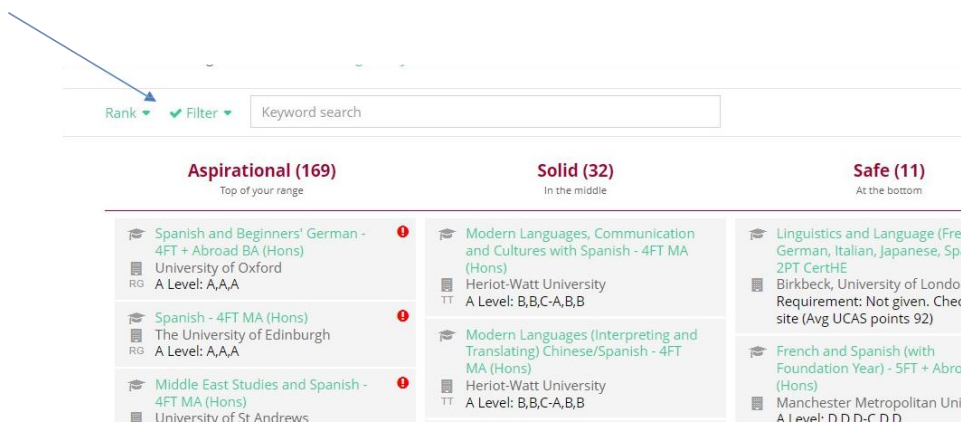 Rank Filter Keyword search
Aspirational (169)
Top of your range
Spanish and Beginners' German -
4FT + Abroad BA (Hons)
University of Oxford
RG A Level: A,A,A
Spanish - 4FT MA (Hons)
The University of Edinburgh
RG A Level: A,A,A
Middle East Studies and Spanish -
4FT MA (Hons)
University of St Andrews
Solid (32)
In the middle
Modern Languages, Communication
and Cultures with Spanish - 4FT MA
(Hons)
Heriot-Watt University
TT A Level: B,B,C-A,B,B
Modern Languages (Interpreting and
Translating) Chinese/Spanish - 4FT
MA (Hons)
Heriot-Watt University
TT A Level: B,B,C-A,B,B
Safe (11)
At the bottom
Linguistics and Language (Fre
German, Italian, Japanese, Spa
2PT CertHE
Birkbeck, University of Londo
Requirement: Not given. Chec
site (Avg UCAS points 92)
French and Spanish (with
Foundation Year) - 5FT + Abro
(Hons)
Manchester Metropolitan Uni
A Level: D,D,D-C,D,D